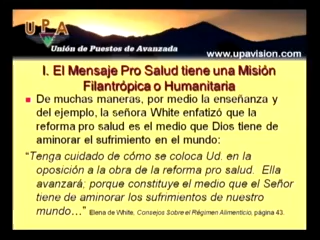 UPA
Unión de Puestos de Avanzada
www.upavision.com
I. El Mensaje Pro Salud tiene una Misión
Filantrópica o Humanitaria
De muchas maneras, por medio la enseñanza y
del ejemplo, la señora White enfatizó que la
reforma pro salud es el medio que Dios tiene de
aminorar el sufrimiento en el mundo:
“Tenga cuidado de cómo se coloca Ud. en la
oposición a la obra de la reforma pro salud. Ella
avanzará; porque constituye el medio que el Señor
tiene de aminorar los sufrimientos de nuestro
mundo…” Elena de White, Consejos Sobre el Régimen Alimenticio, página 43.